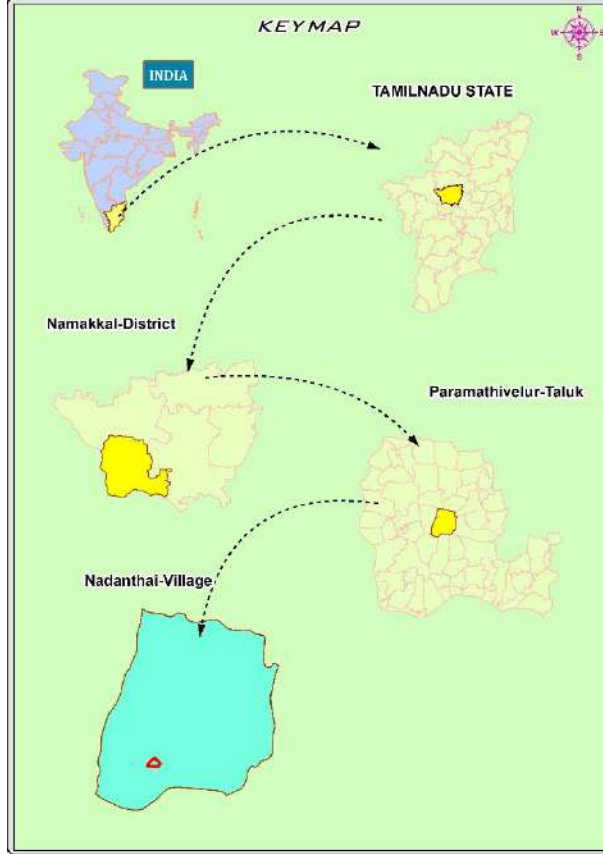 KEYMAP
N
W
E
S
INDIA
TAMILNADU STATE
Namakkal-District
Paramathivelur-Taluk
Nadanthai-Village